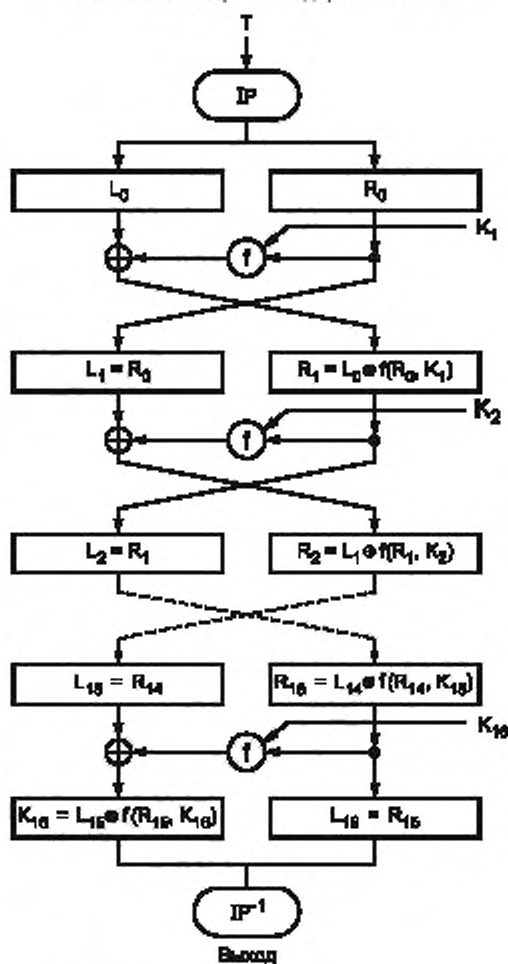 T
IP
L₀ R₀
K₁
f
L₁ = R₀ R₁ = L₀ ⊕ f(R₀, K₁)
K₂
f
L₂ = R₁ R₂ = L₁ ⊕ f(R₁, K₂)
L₁₅ = R₁₄ R₁₅ = L₁₄ ⊕ f(R₁₄, K₁₅)
K₁₆
f
K₁₆ = L₁₅ ⊕ f(R₁₅, K₁₆) L₁₆ = R₁₅
IP⁻¹
Выход